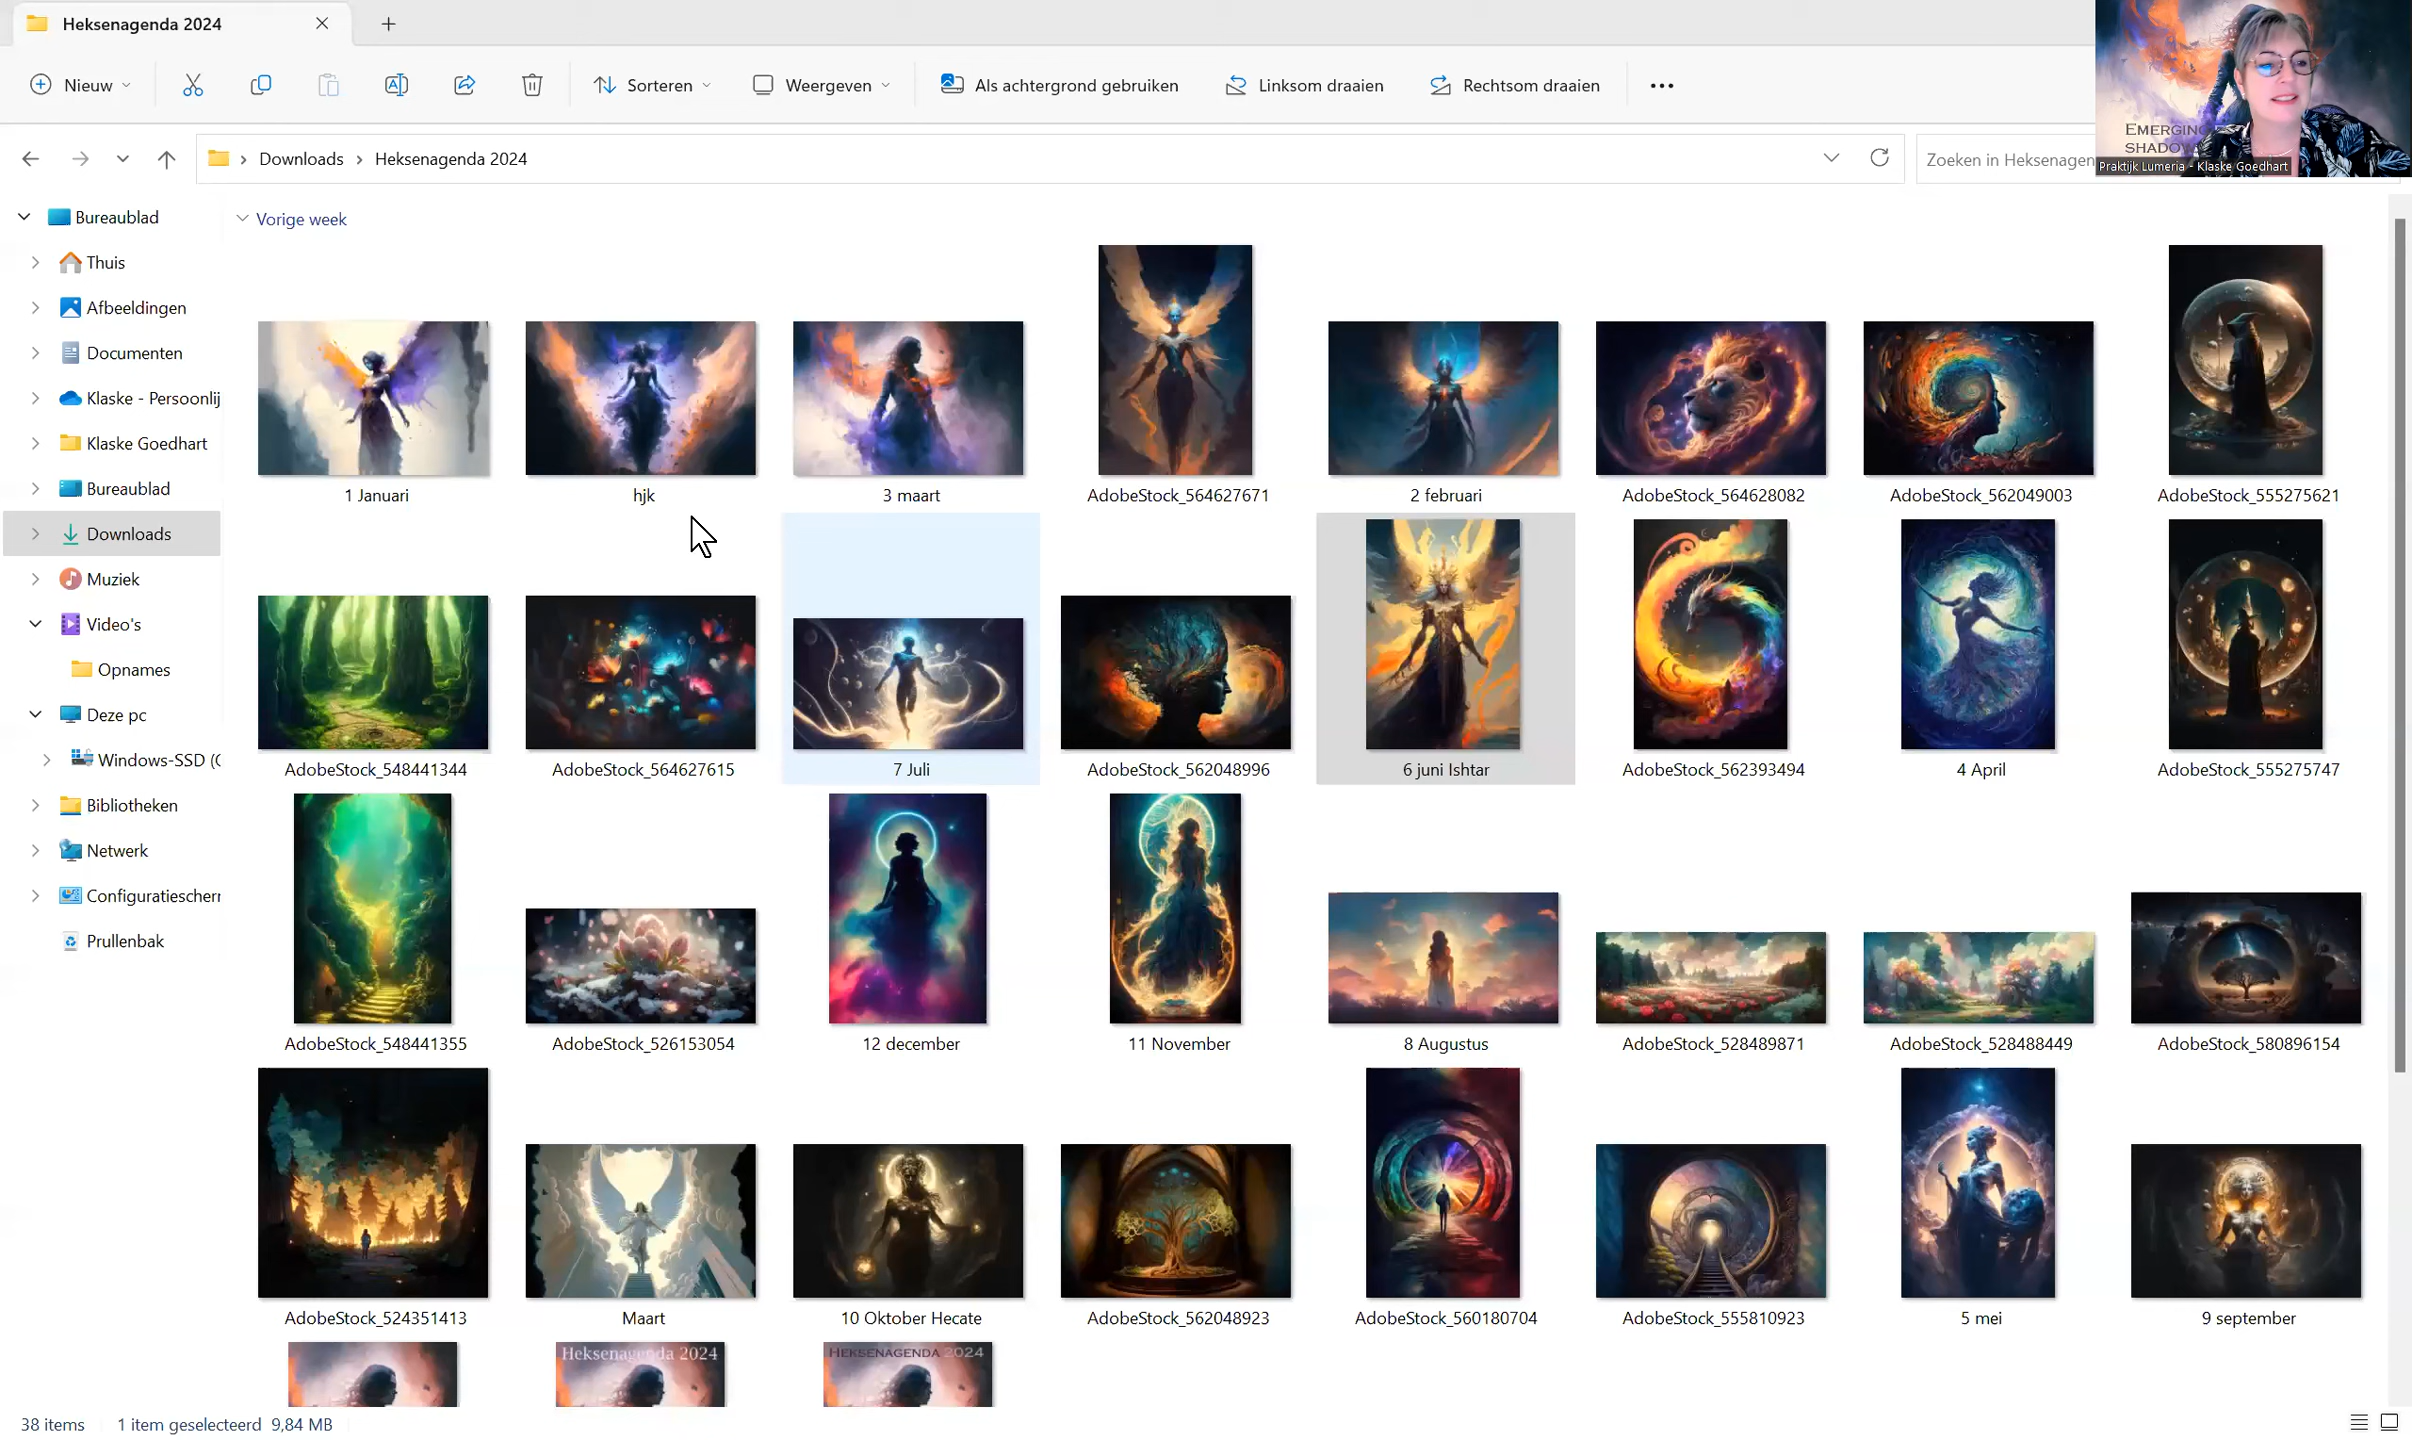 Heksenagenda 2024
Nieuw
Sorteren
Weergeven
Als achtergrond gebruiken
Linksom draaien
Rechtsom draaien
Downloads
Heksenagenda 2024
Zoeken in Heksenagen
EMERGING
SHADOW
Praktijk Lumeria - Klaske Goedhart
Bureaublad
Thuis
Afbeeldingen
Documenten
Klaske - Persoonlij
Klaske Goedhart
Bureaublad
Downloads
Muziek
Video's
Opnames
Deze pc
Windows-SSD (C
Bibliotheken
Netwerk
Configuratiescherr
Prullenbak
Vorige week
1 Januari
hjk
3 maart
AdobeStock_564627671
2 februari
AdobeStock_564628082
AdobeStock_562049003
AdobeStock_555275621
AdobeStock_548441344
AdobeStock_564627615
7 Juli
AdobeStock_562048996
6 juni Ishtar
AdobeStock_562393494
4 April
AdobeStock_555275747
AdobeStock_548441355
AdobeStock_526153054
12 december
11 November
8 Augustus
AdobeStock_528489871
AdobeStock_528488449
AdobeStock_580896154
AdobeStock_524351413
Maart
10 Oktober Hecate
AdobeStock_562048923
AdobeStock_560180704
AdobeStock_555810923
5 mei
9 september
Heksenagenda 2024
HEKSENAGENDA 2024
38 items
1 item geselecteerd 9,84 MB